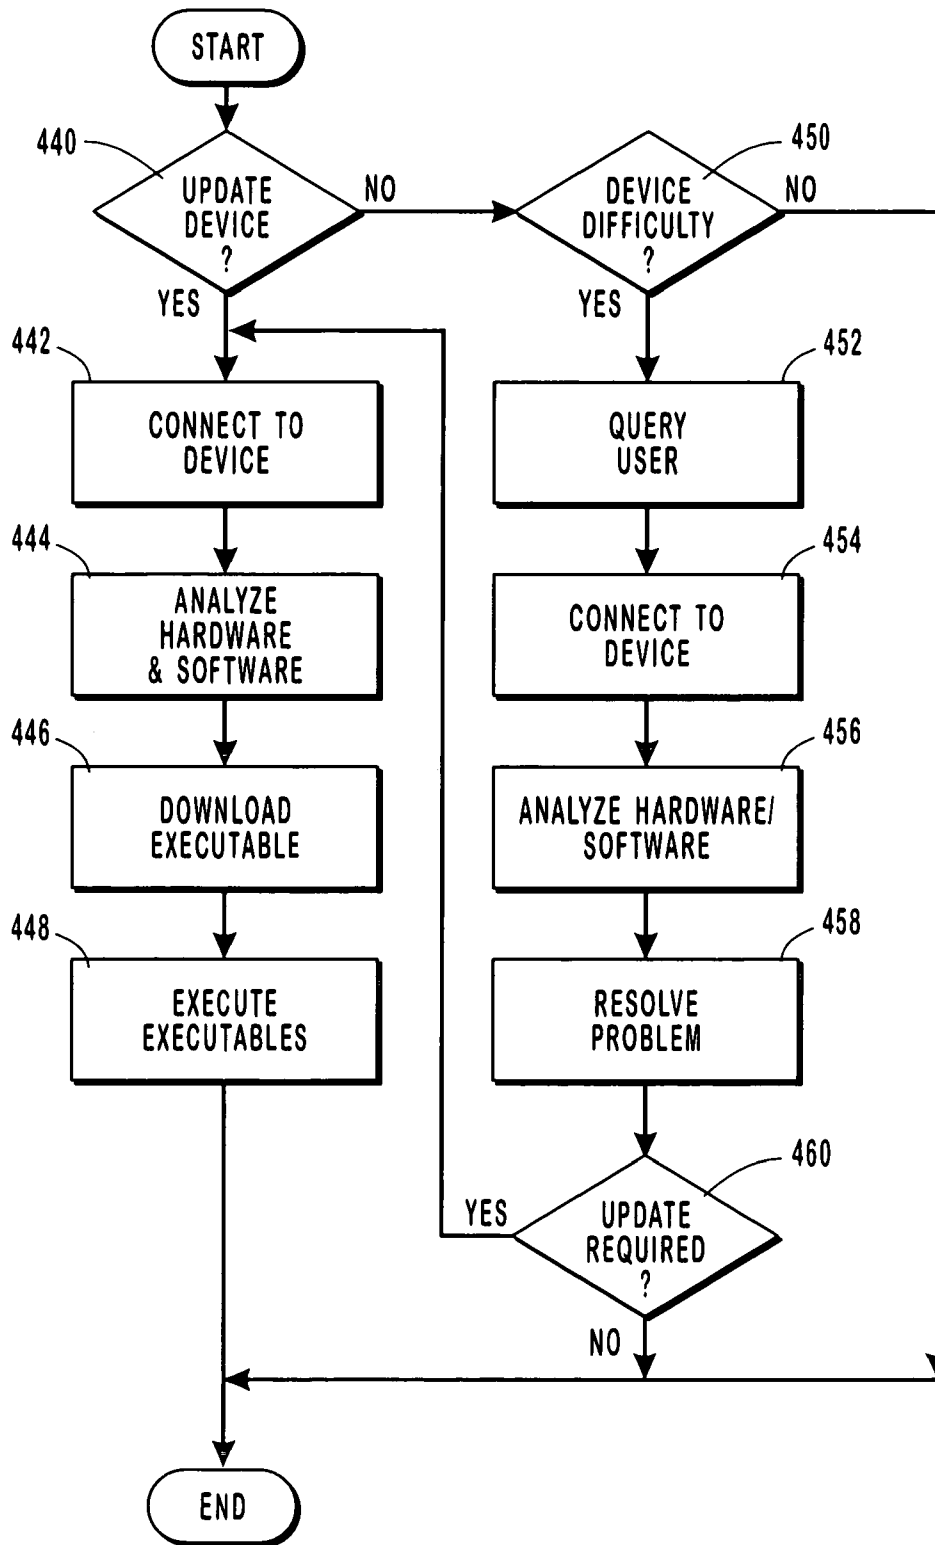 START
440
UPDATE
DEVICE
?
NO
YES
450
DEVICE
DIFFICULTY
?
NO
YES
442
CONNECT TO
DEVICE
452
QUERY
USER
444
ANALYZE
HARDWARE
& SOFTWARE
454
CONNECT TO
DEVICE
446
DOWNLOAD
EXECUTABLE
456
ANALYZE HARDWARE/
SOFTWARE
448
EXECUTE
EXECUTABLES
458
RESOLVE
PROBLEM
460
YES
UPDATE
REQUIRED
?
NO
END